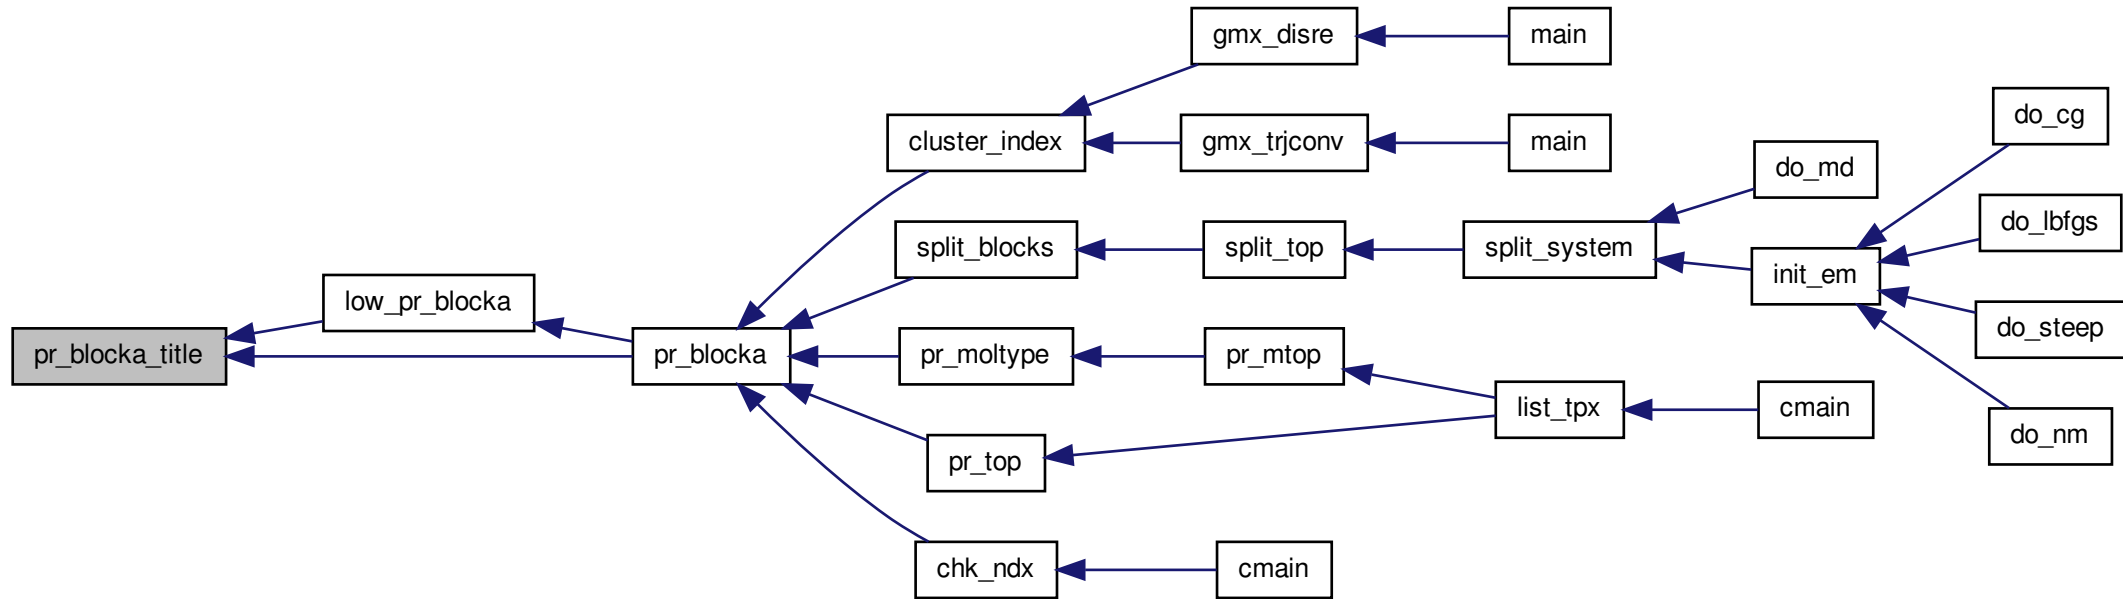 gmx_disre
main
do_cg
cluster_index
gmx_trjconv
main
do_md
do_lbfgs
split_blocks
split_top
split_system
init_em
low_pr_blocka
do_steep
pr_blocka_title
pr_blocka
pr_moltype
pr_mtop
list_tpx
cmain
do_nm
pr_top
chk_ndx
cmain